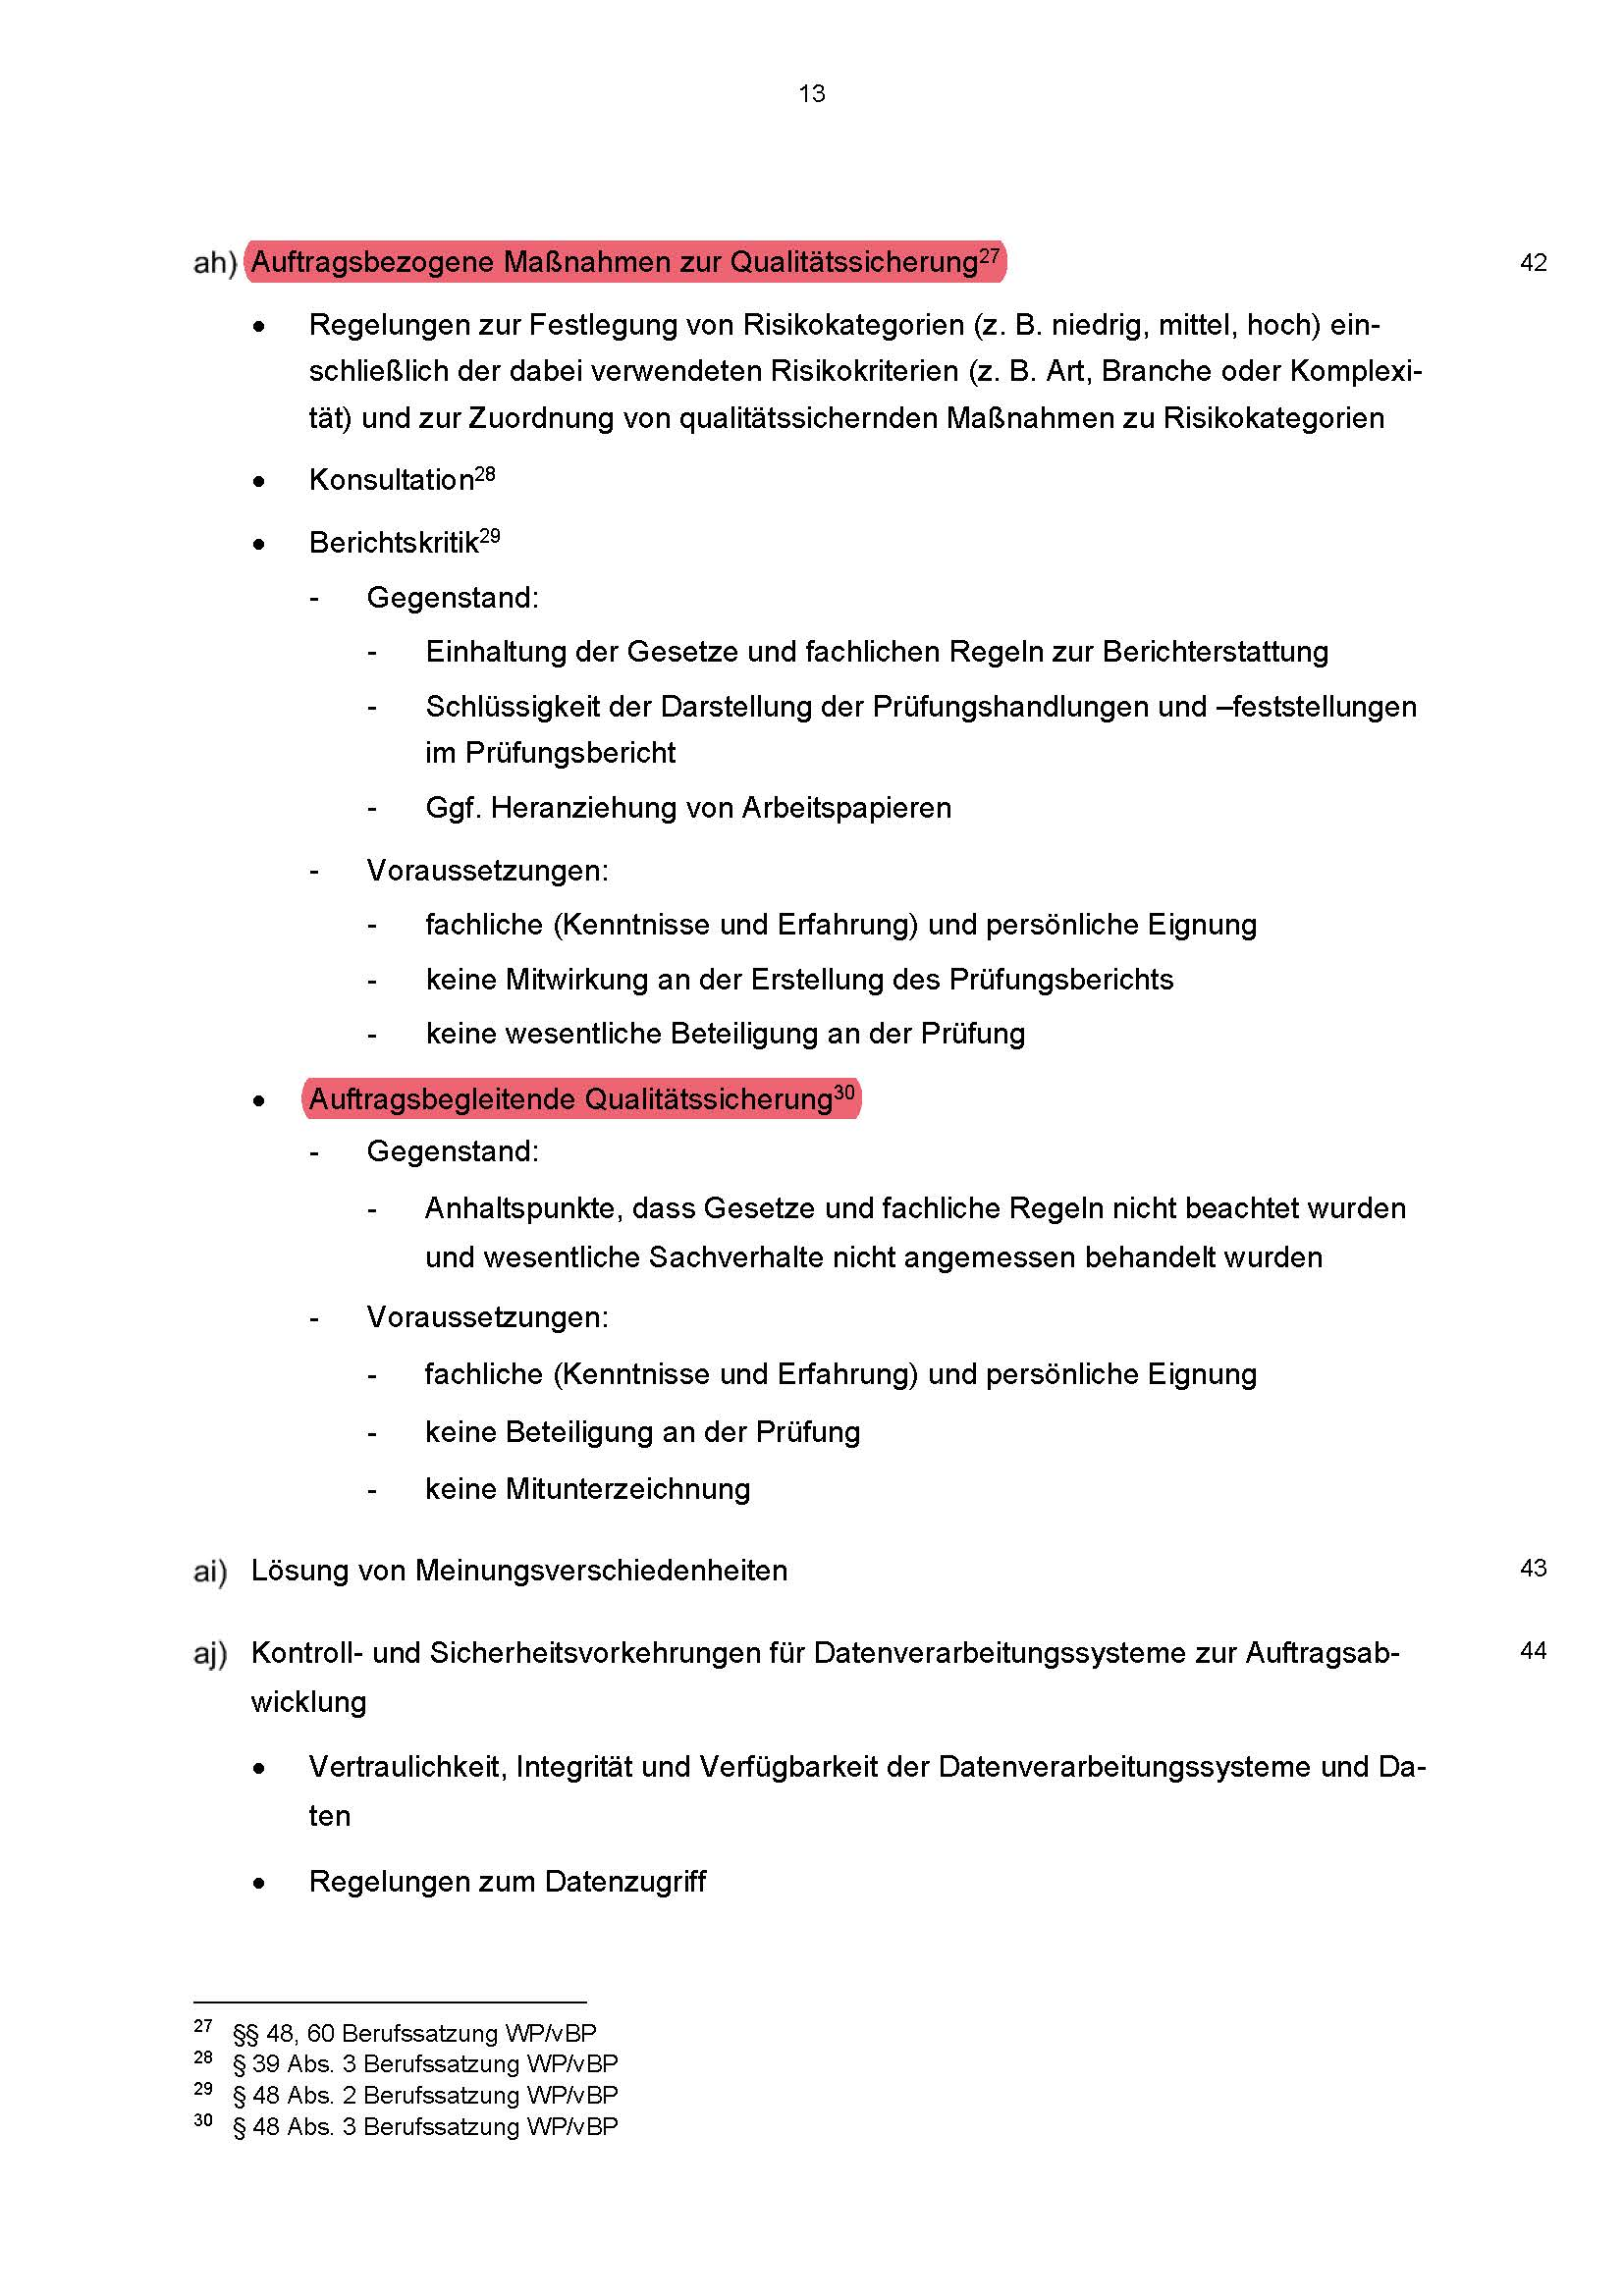 13
ah) Auftragsbezogene Maßnahmen zur Qualitätssicherung27 42
• Regelungen zur Festlegung von Risikokategorien (z. B. niedrig, mittel, hoch) ein-
schließlich der dabei verwendeten Risikokriterien (z. B. Art, Branche oder Komplexi-
tät) und zur Zuordnung von qualitätssichernden Maßnahmen zu Risikokategorien
• Konsultation28
• Berichtskritik29
- Gegenstand:
- Einhaltung der Gesetze und fachlichen Regeln zur Berichterstattung
- Schlüssigkeit der Darstellung der Prüfungshandlungen und –feststellungen
im Prüfungsbericht
- Ggf. Heranziehung von Arbeitspapieren
- Voraussetzungen:
- fachliche (Kenntnisse und Erfahrung) und persönliche Eignung
- keine Mitwirkung an der Erstellung des Prüfungsberichts
- keine wesentliche Beteiligung an der Prüfung
• Auftragsbegleitende Qualitätssicherung30
- Gegenstand:
- Anhaltspunkte, dass Gesetze und fachliche Regeln nicht beachtet wurden
und wesentliche Sachverhalte nicht angemessen behandelt wurden
- Voraussetzungen:
- fachliche (Kenntnisse und Erfahrung) und persönliche Eignung
- keine Beteiligung an der Prüfung
- keine Mitunterzeichnung
ai) Lösung von Meinungsverschiedenheiten 43
aj) Kontroll- und Sicherheitsvorkehrungen für Datenverarbeitungssysteme zur Auftragsab- 44
wicklung
• Vertraulichkeit, Integrität und Verfügbarkeit der Datenverarbeitungssysteme und Da-
ten
• Regelungen zum Datenzugriff
27 §§ 48, 60 Berufssatzung WP/vBP
28 § 39 Abs. 3 Berufssatzung WP/vBP
29 § 48 Abs. 2 Berufssatzung WP/vBP
30 § 48 Abs. 3 Berufssatzung WP/vBP